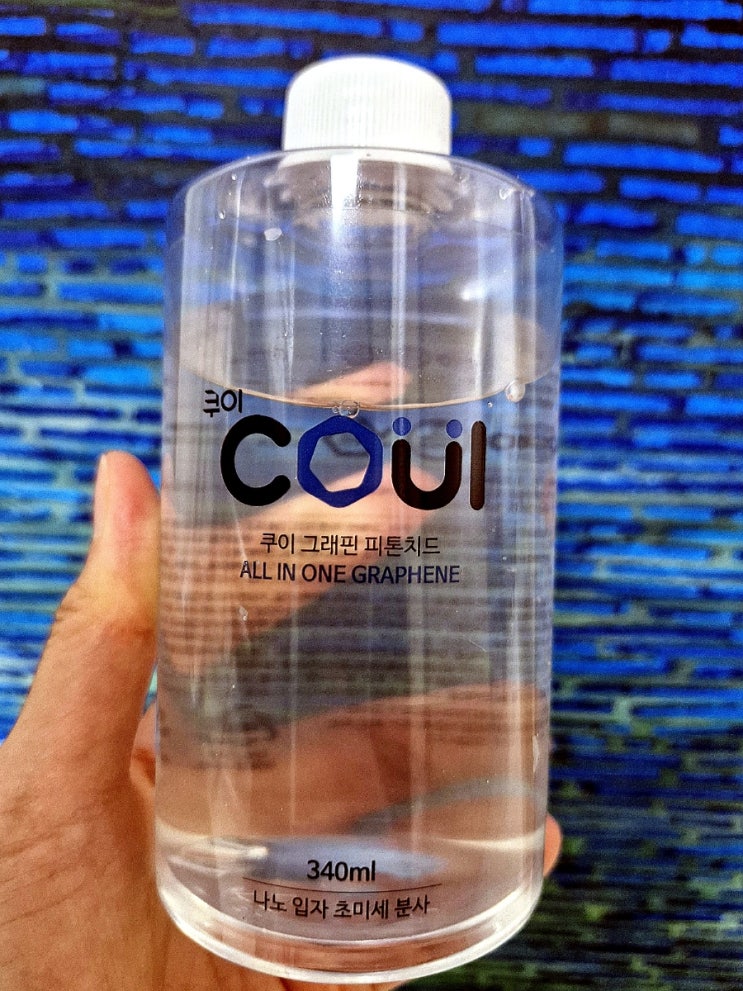 쿠이
COÜI
쿠이 그래핀 피톤치드
ALL IN ONE GRAPHENE
340ml
나노 입자 초미세 분사